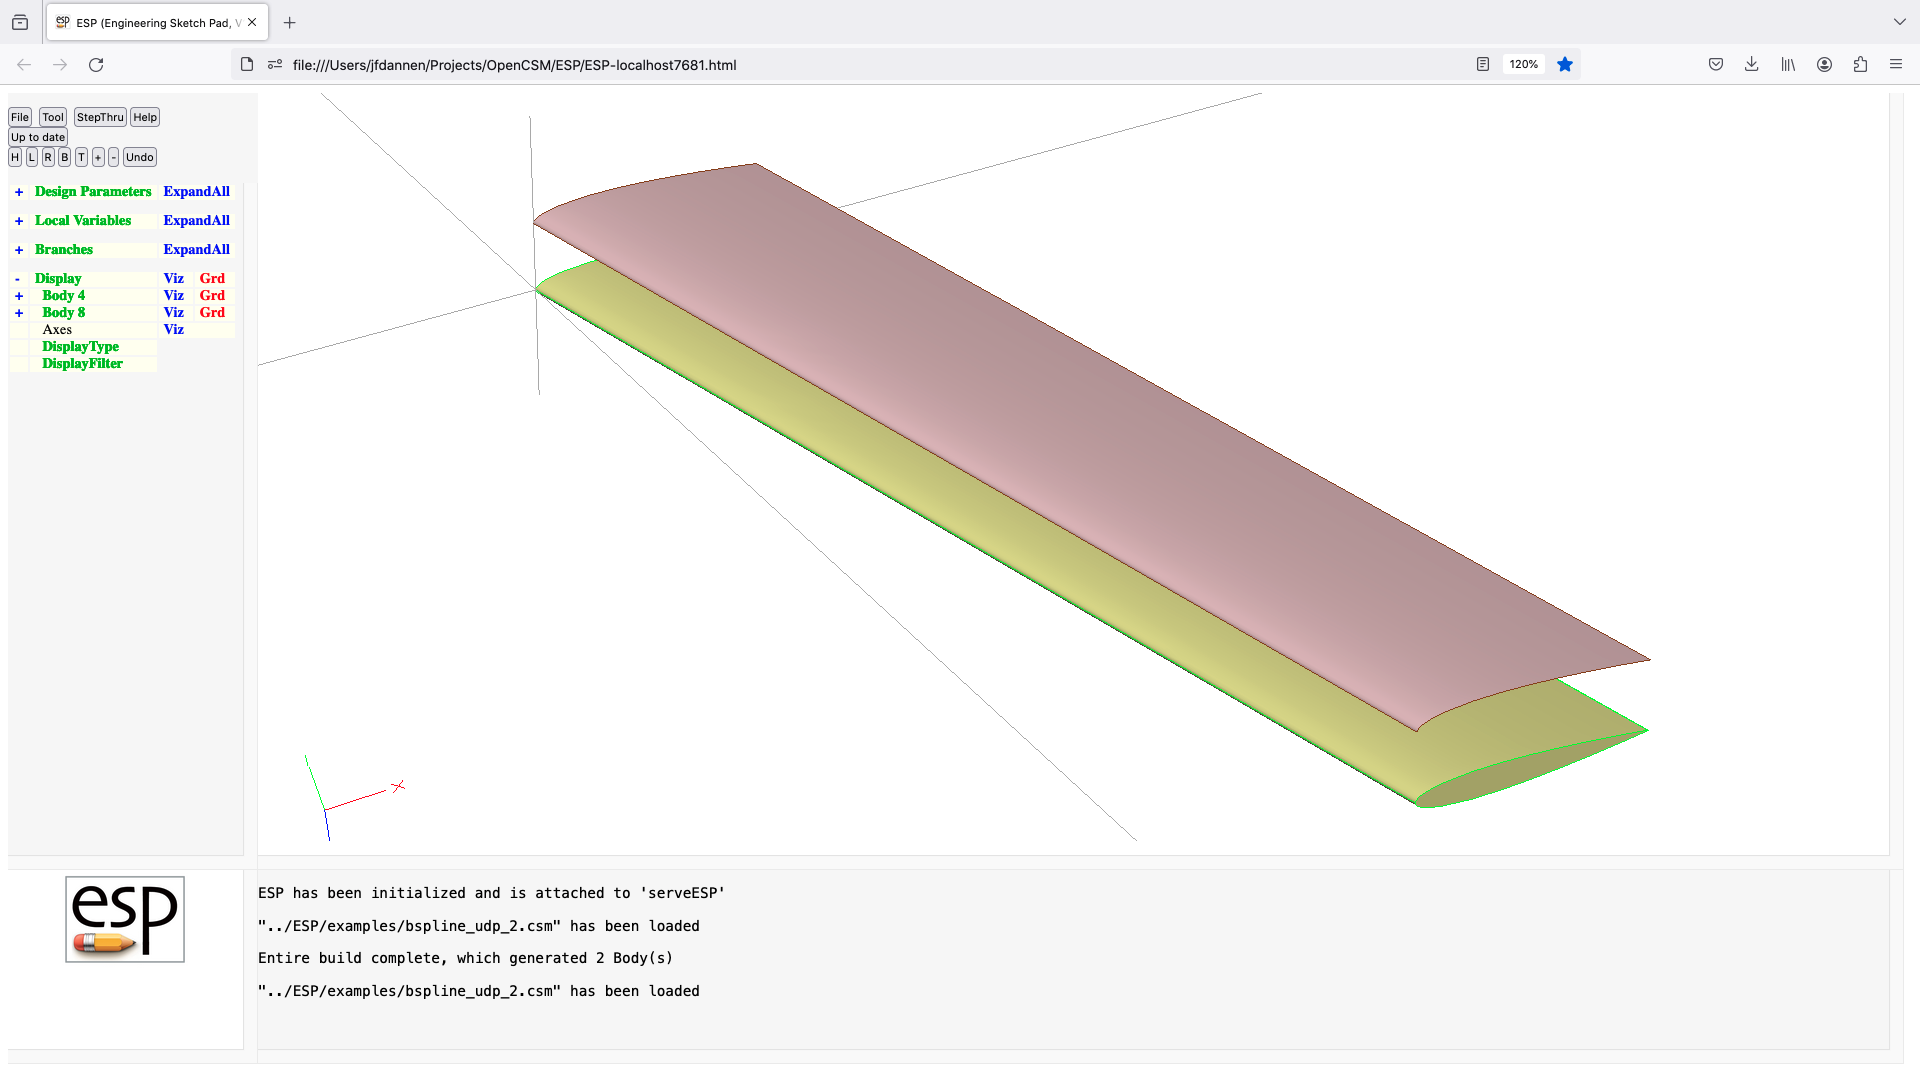 ESP (Engineering Sketch Pad, V
file:///Users/jfdannen/Projects/OpenCSM/ESP/ESP-localhost7681.html
120%
File Tool StepThru Help
Up to date
H L R B T + - Undo
+ Design Parameters ExpandAll
+ Local Variables ExpandAll
+ Branches ExpandAll
- Display Viz Grd
+ Body 4 Viz Grd
+ Body 8 Viz Grd
Axes Viz
DisplayType
DisplayFilter
X
esp
ESP has been initialized and is attached to 'serveESP'
"../ESP/examples/bspline_udp_2.csm" has been loaded
Entire build complete, which generated 2 Body(s)
"../ESP/examples/bspline_udp_2.csm" has been loaded